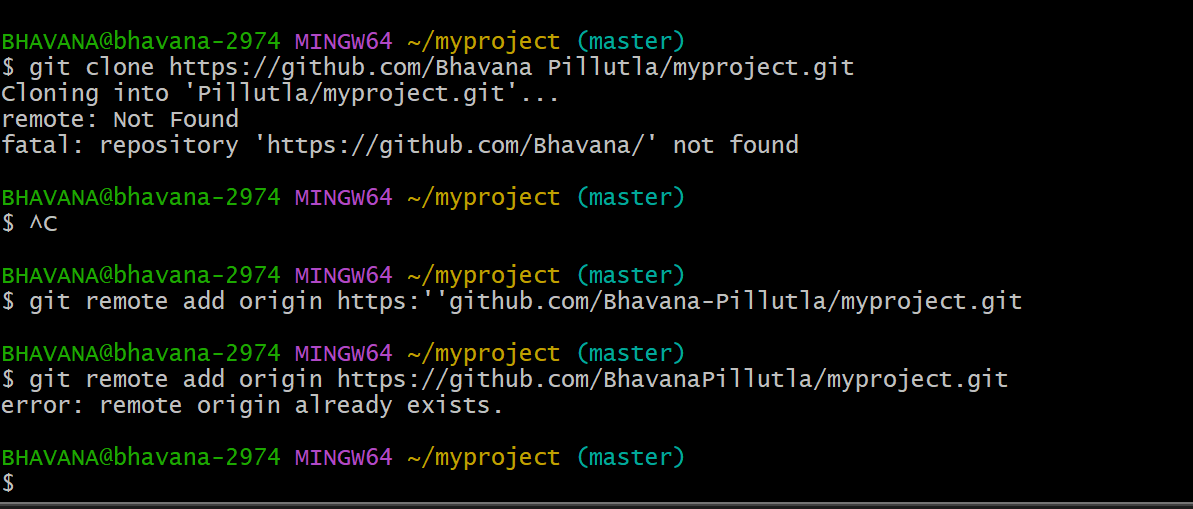 BHAVANA@bhavana-2974 MINGW64 ~/myproject (master)
$ git clone https://github.com/Bhavana Pillutla/myproject.git
Cloning into 'Pillutla/myproject.git'...
remote: Not Found
fatal: repository 'https://github.com/Bhavana/' not found
BHAVANA@bhavana-2974 MINGW64 ~/myproject (master)
$ ^C
BHAVANA@bhavana-2974 MINGW64 ~/myproject (master)
$ git remote add origin https:''github.com/Bhavana-Pillutla/myproject.git
BHAVANA@bhavana-2974 MINGW64 ~/myproject (master)
$ git remote add origin https://github.com/BhavanaPillutla/myproject.git
error: remote origin already exists.
BHAVANA@bhavana-2974 MINGW64 ~/myproject (master)
$